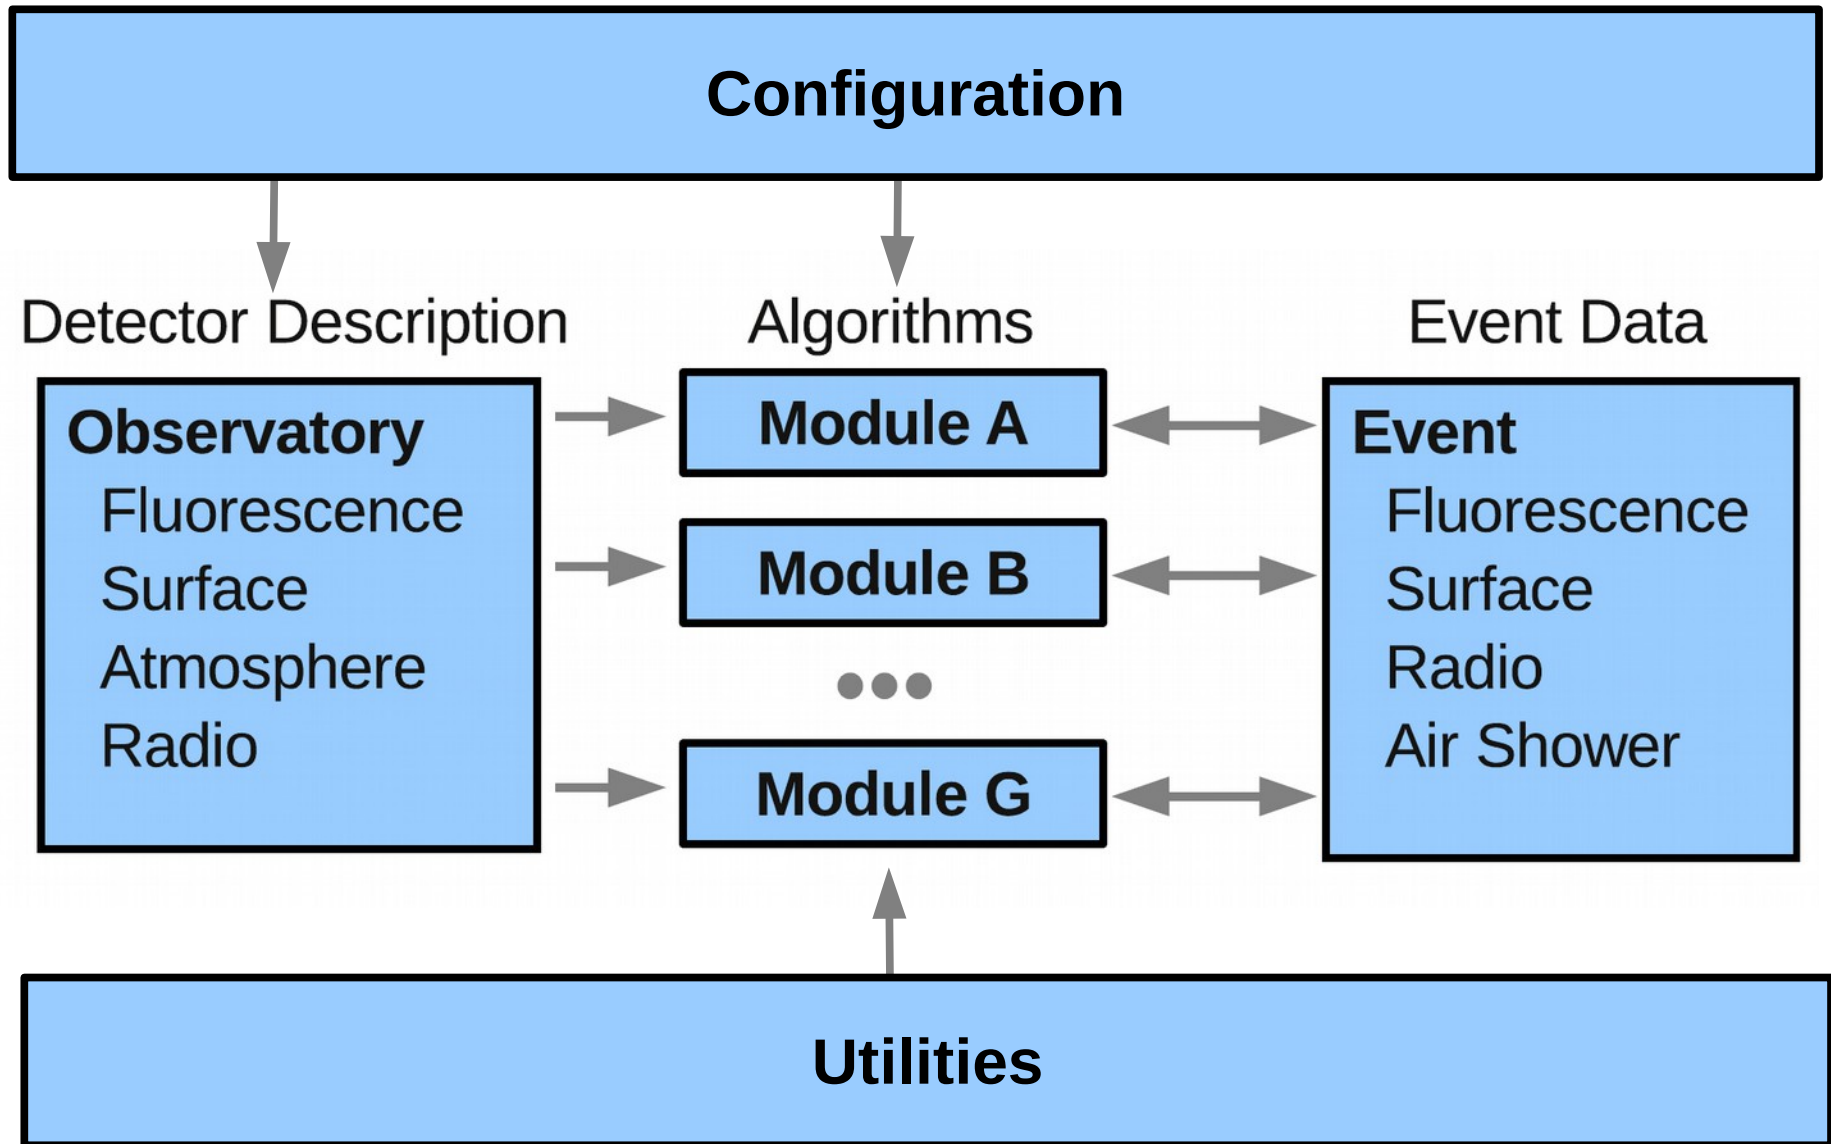 Configuration
Detector Description
Algorithms
Event Data
Observatory
Fluorescence
Surface
Atmosphere
Radio
Module A
Module B
Module G
Event
Fluorescence
Surface
Radio
Air Shower
Utilities